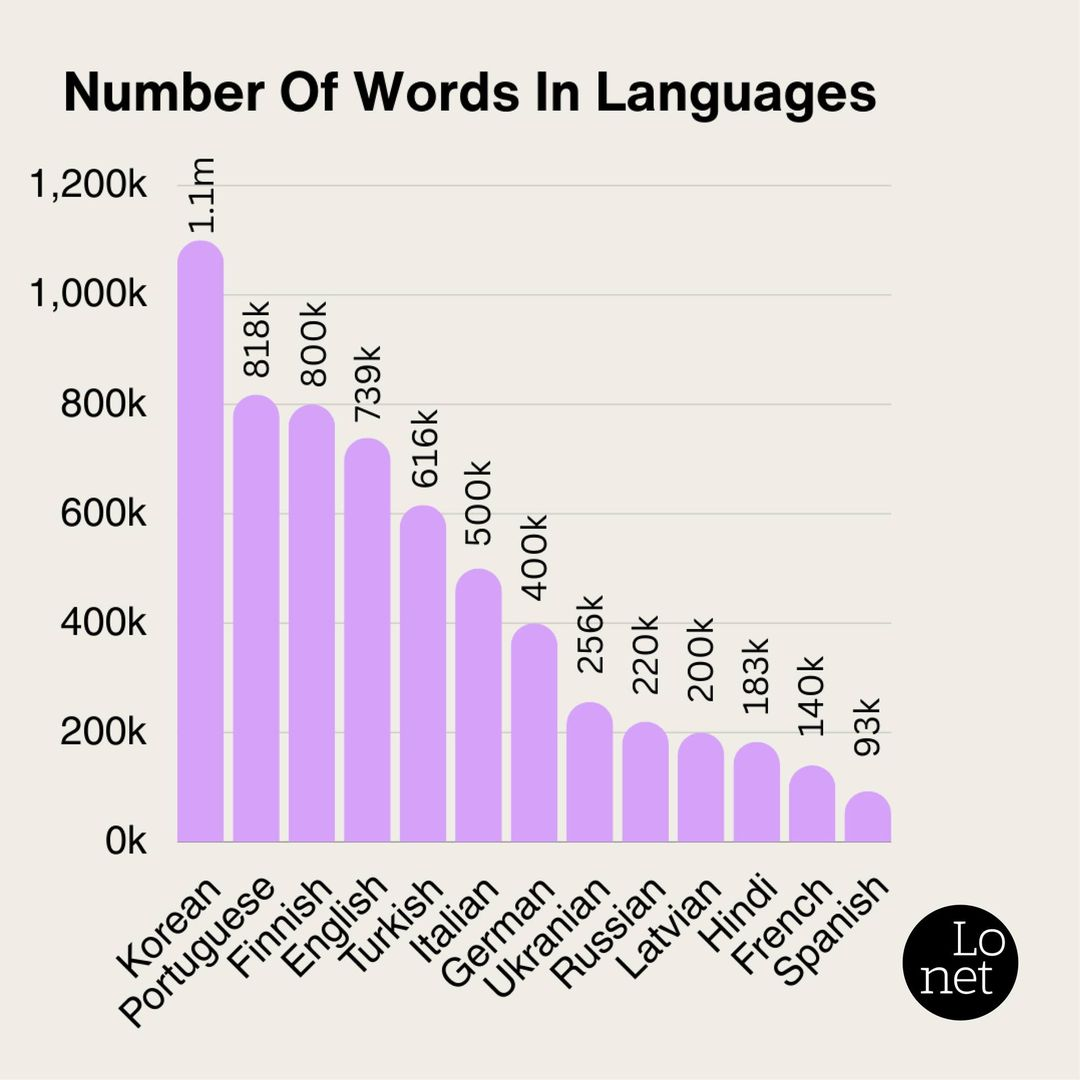 Number Of Words In Languages
1,200k
1,000k
800k
600k
400k
200k
0k
1.1m
818k
800k
739k
616k
500k
400k
256k
220k
200k
183k
140k
93k
Korean
Portuguese
Finnish
English
Turkish
Italian
German
Ukranian
Russian
Latvian
Hindi
French
Spanish
Lo
net